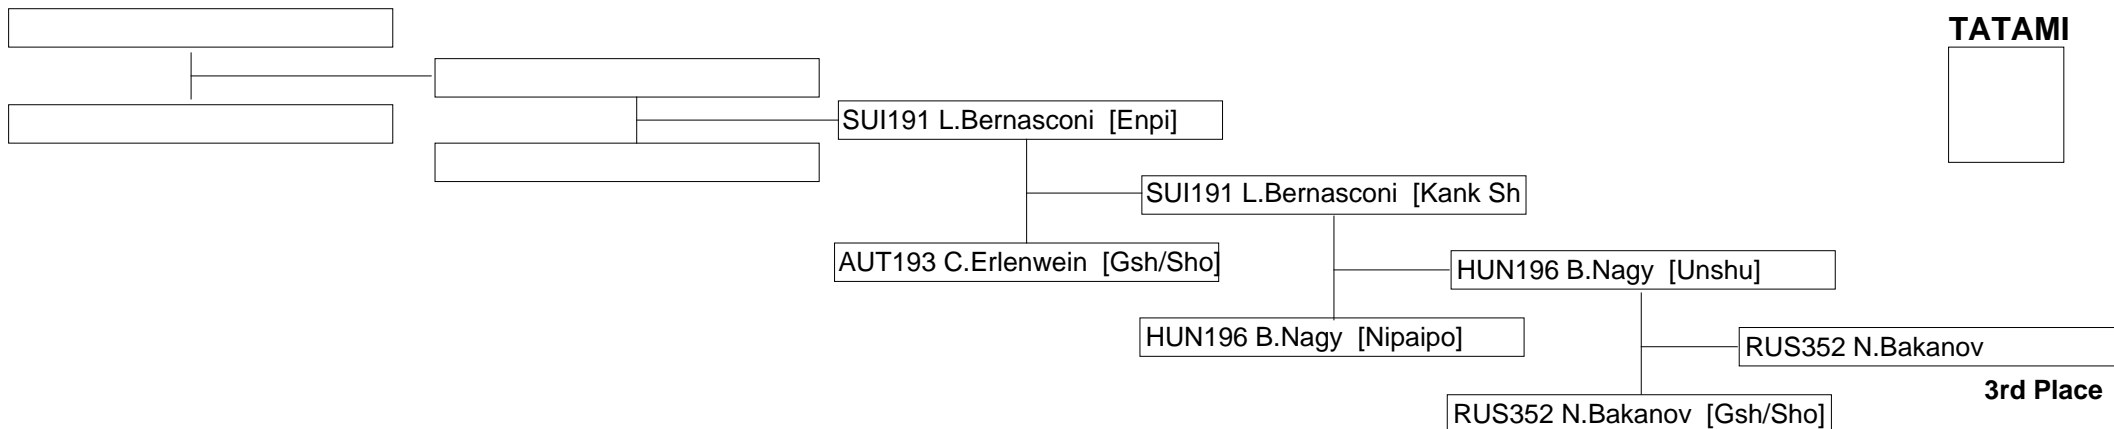 TATAMI
SUI191 L.Bernasconi [Enpi]
SUI191 L.Bernasconi [Kank Sh
AUT193 C.Erlenwein [Gsh/Sho]
HUN196 B.Nagy [Unshu]
HUN196 B.Nagy [Nipaipo]
RUS352 N.Bakanov
3rd Place
RUS352 N.Bakanov [Gsh/Sho]